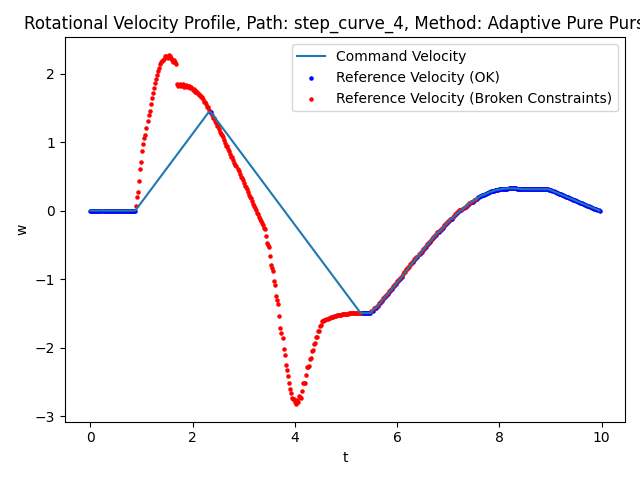 Rotational Velocity Profile, Path: step_curve_4, Method: Adaptive Pure Purs
Command Velocity
Reference Velocity (OK)
Reference Velocity (Broken Constraints)
2
1
0
−1
−2
−3
w
0 2 4 6 8 10
t